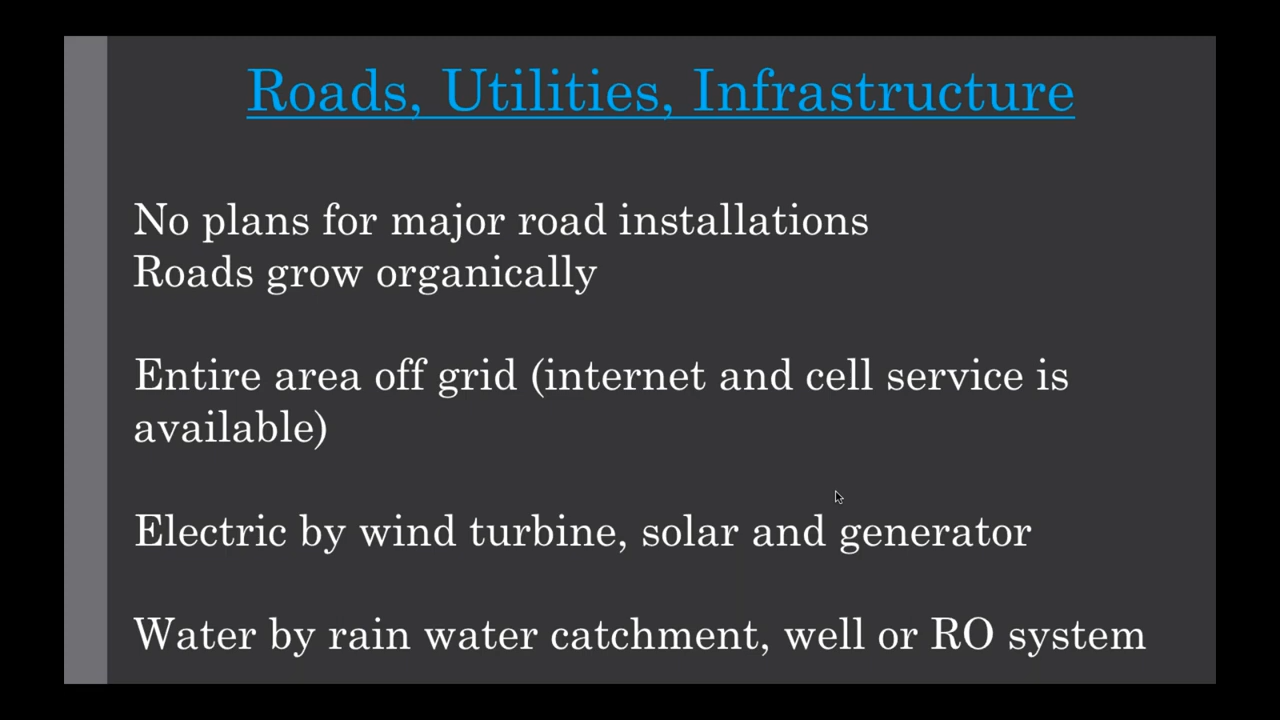 Roads, Utilities, Infrastructure
No plans for major road installations
Roads grow organically
Entire area off grid (internet and cell service is
available)
Electric by wind turbine, solar and generator
Water by rain water catchment, well or RO system